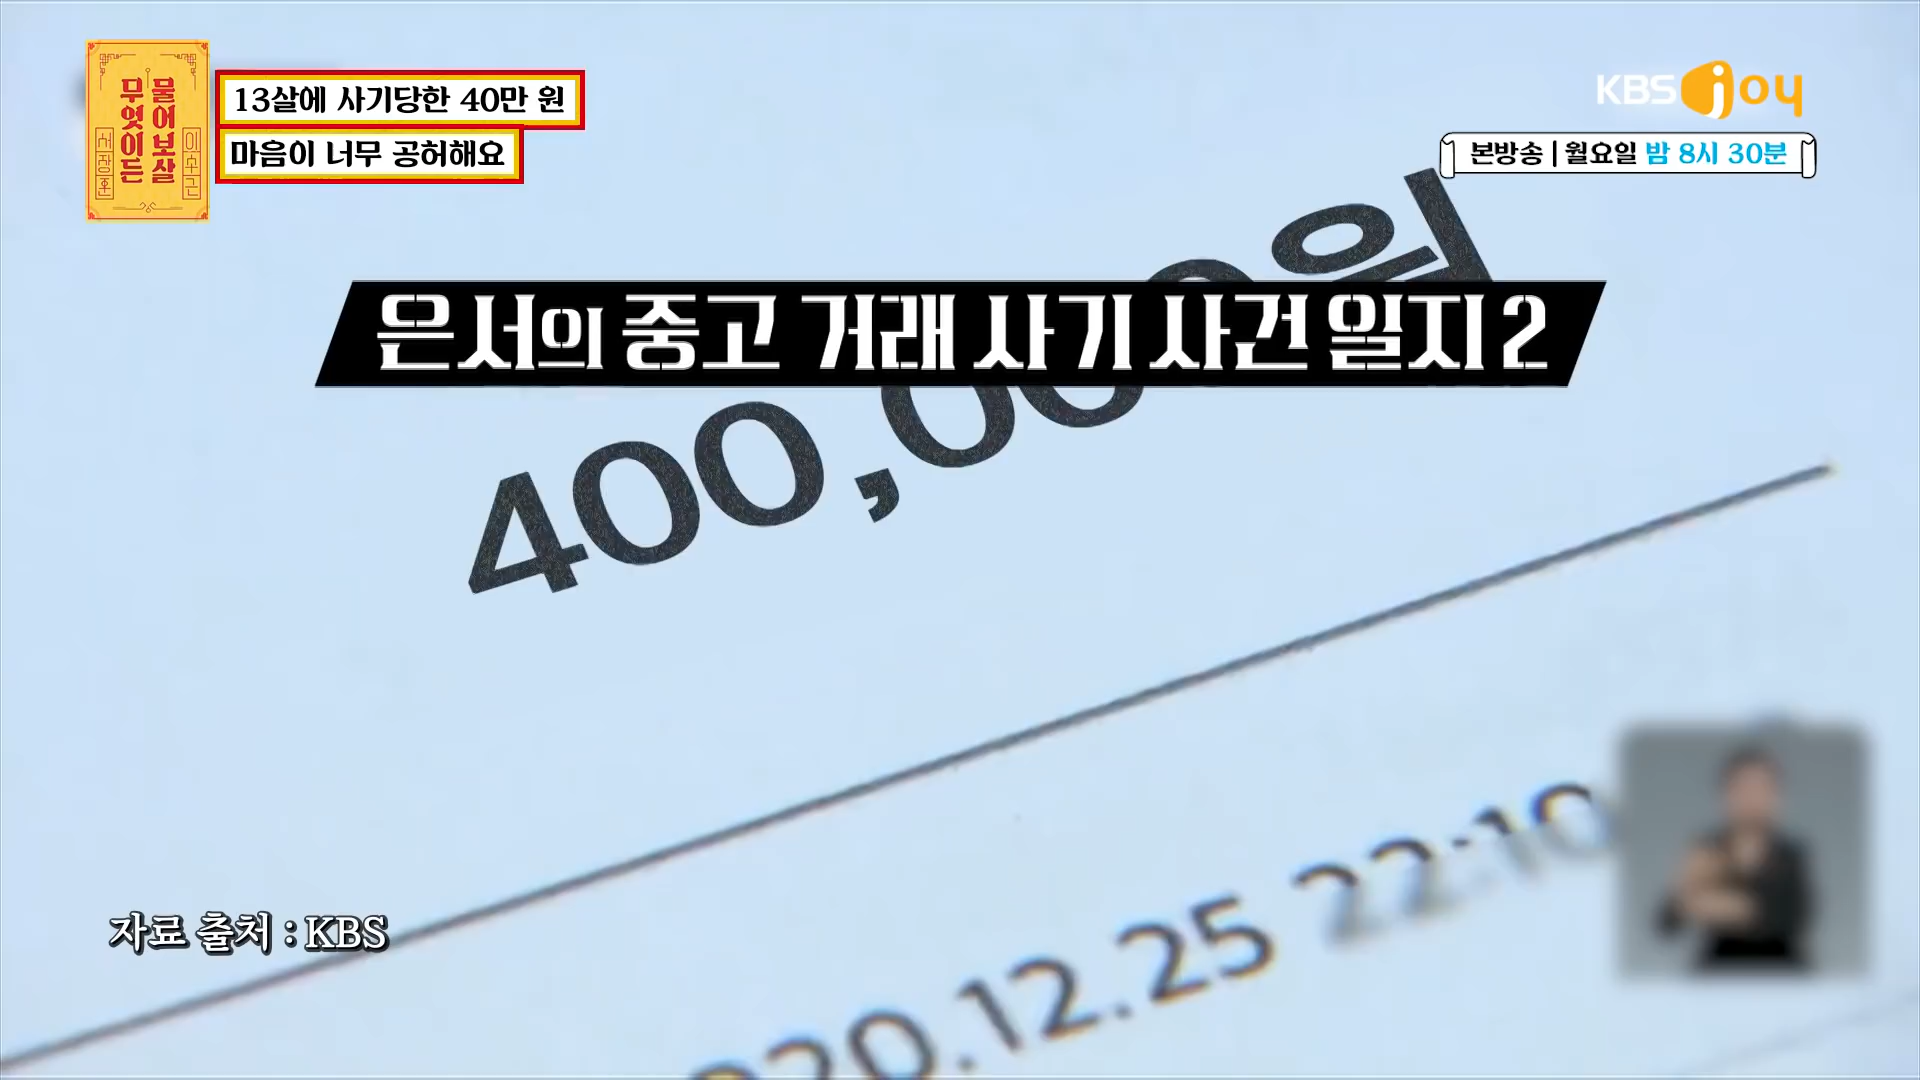 무엇이든
물어보살
서장훈
이수근
13살에 사기당한 40만 원
마음이 너무 공허해요
KBS joy
본방송 | 월요일 밤 8시 30분
은서의 중고 거래 사기 사건 일지 2
400,000원
020.12.25 22:10
자료 출처 : KBS